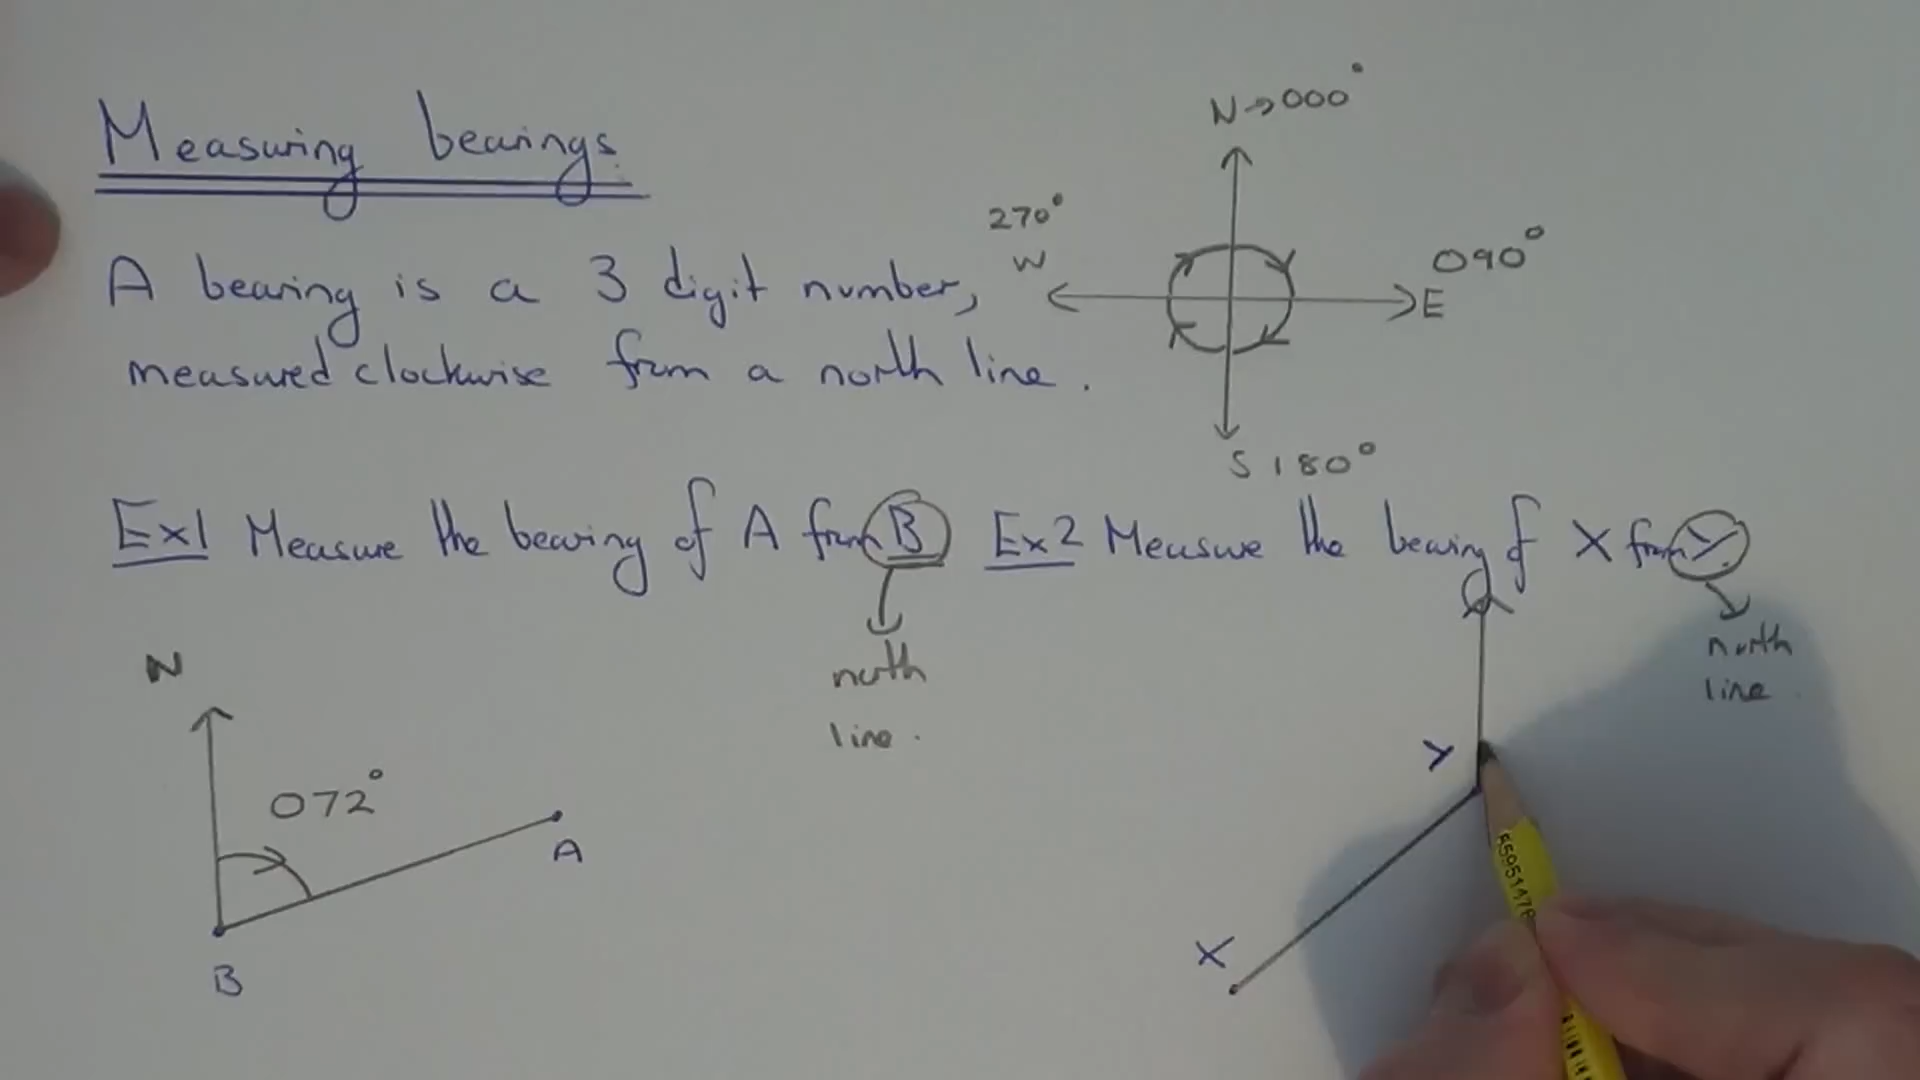 Measuring bearings.
A bearing is a 3 digit number,
measured clockwise from a north line.
N→000°
270°
W
090°
E
S 180°
Ex1 Measure the bearing of A from B
north
line.
N
072°
A
B
Ex2 Measure the bearing of X from Y.
north
line.
Y
X